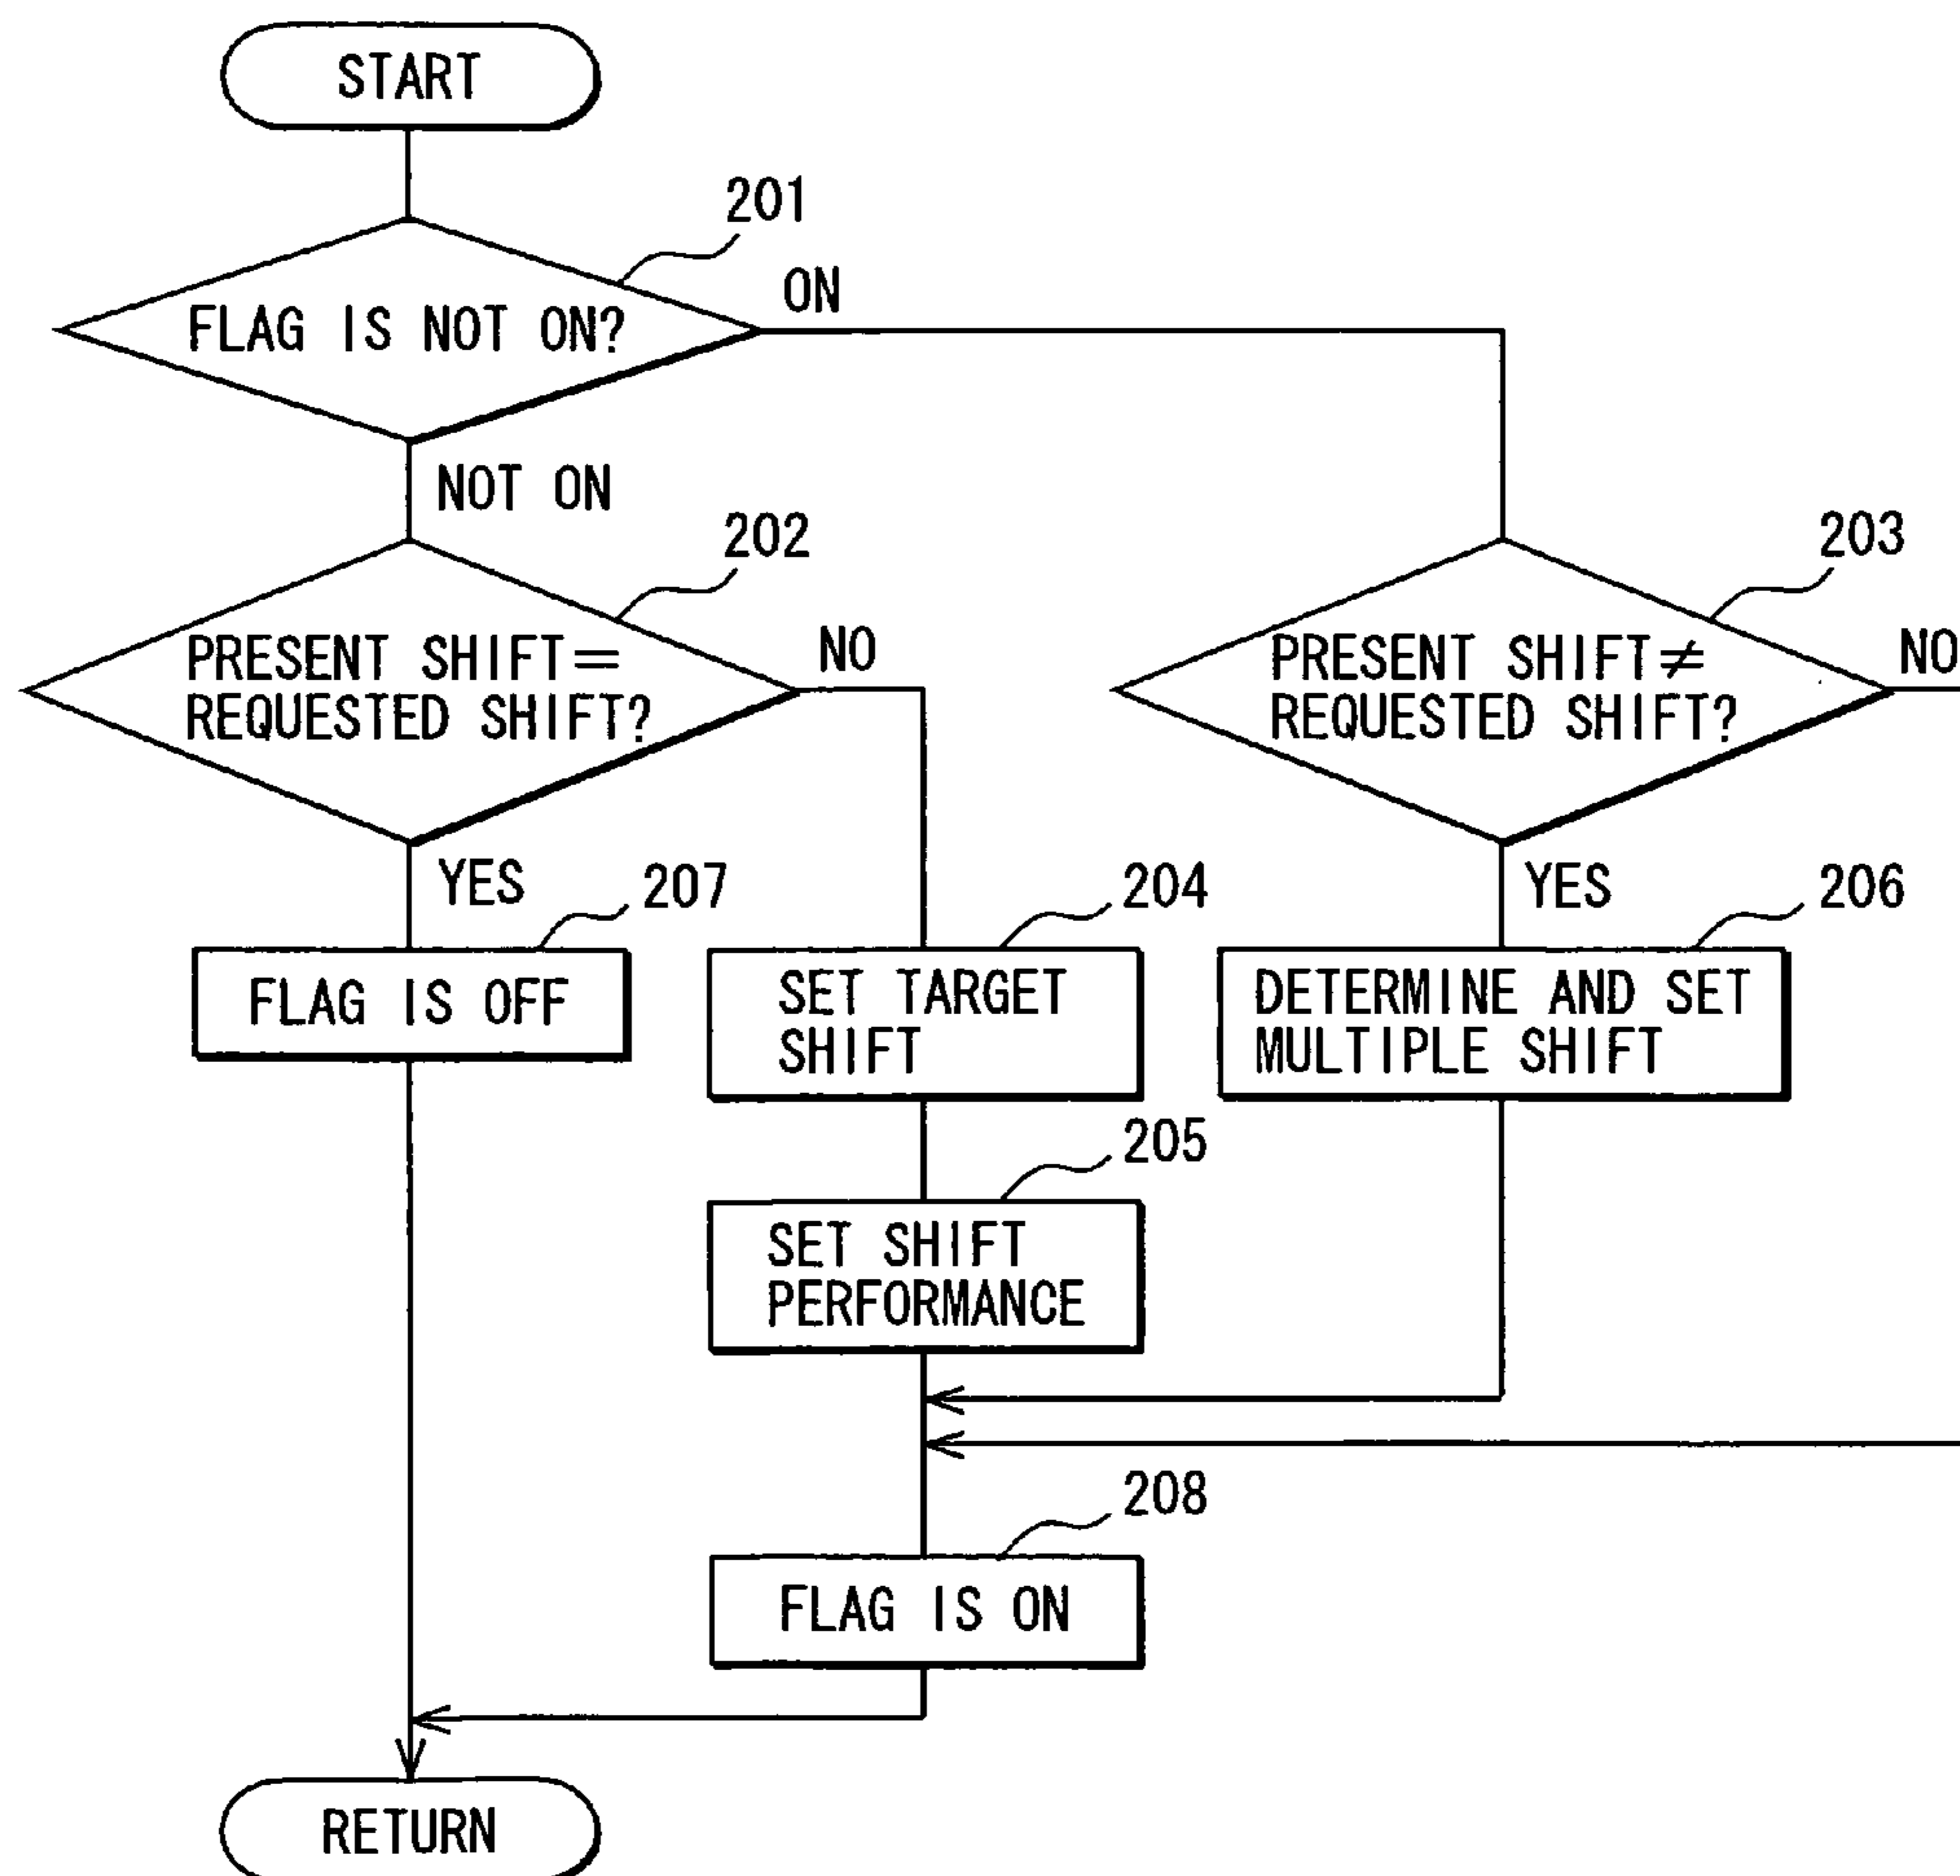 START
201
FLAG IS NOT ON?
ON
NOT ON
202
PRESENT SHIFT=
REQUESTED SHIFT?
NO
203
PRESENT SHIFT≠
REQUESTED SHIFT?
NO
YES
207
FLAG IS OFF
204
SET TARGET
SHIFT
YES
206
DETERMINE AND SET
MULTIPLE SHIFT
205
SET SHIFT
PERFORMANCE
208
FLAG IS ON
RETURN